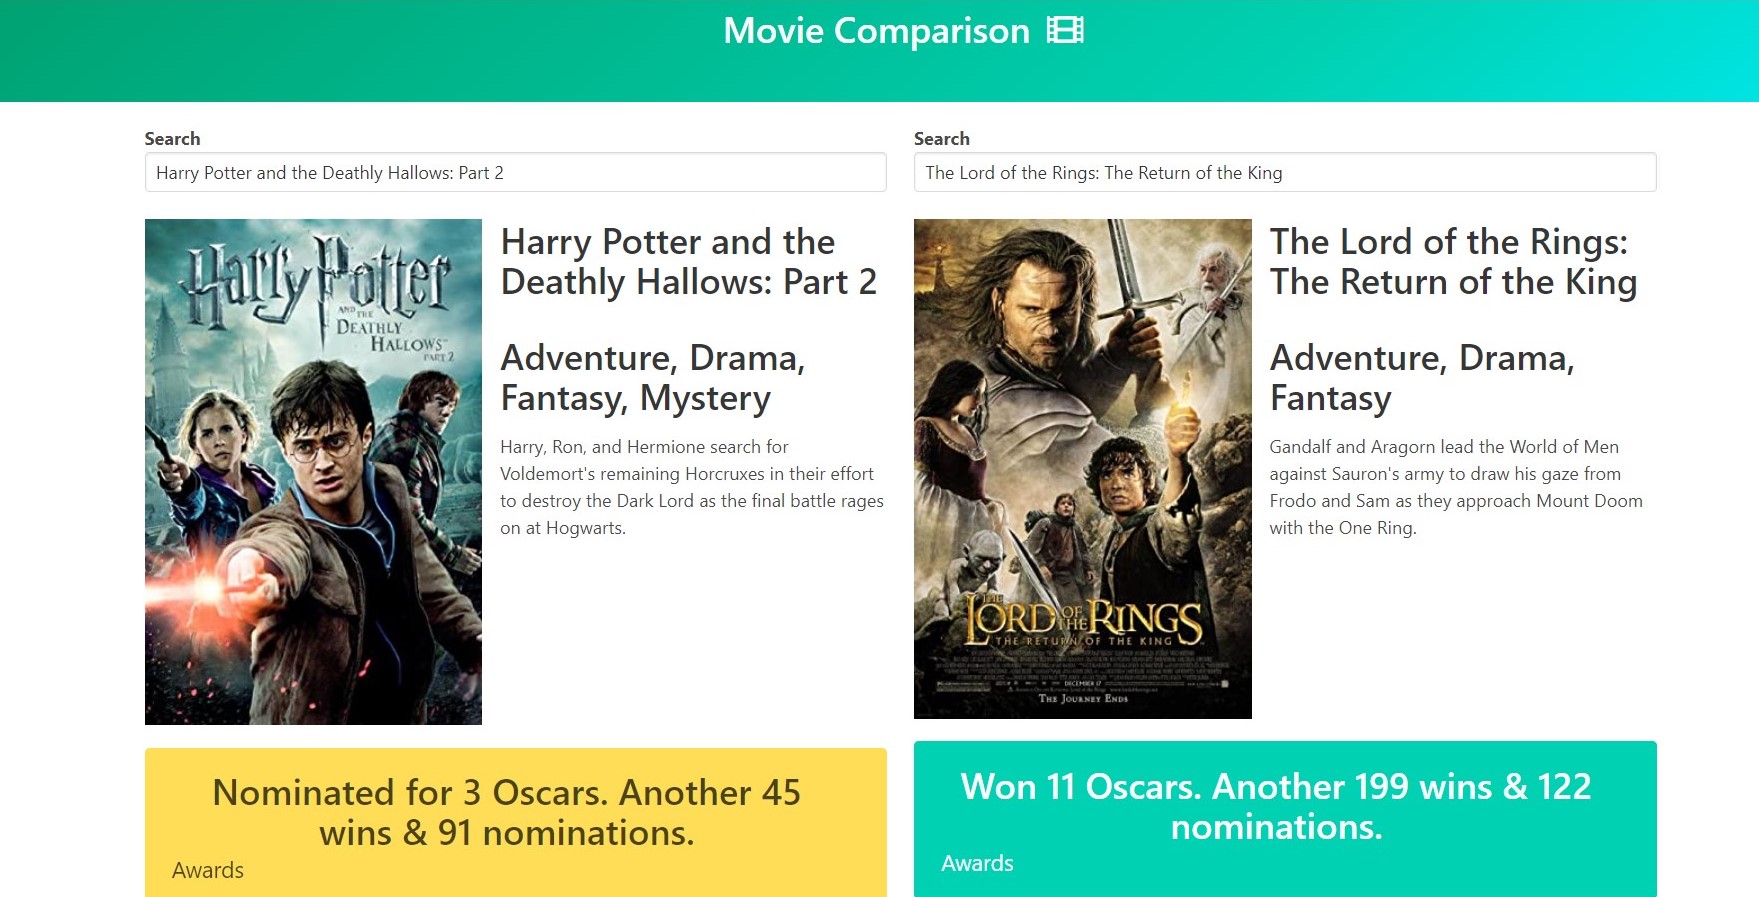 Movie Comparison
Search
Harry Potter and the Deathly Hallows: Part 2
Harry Potter
AND THE
DEATHLY
HALLOWS
PART 2
Harry Potter and the
Deathly Hallows: Part 2
Adventure, Drama,
Fantasy, Mystery
Harry, Ron, and Hermione search for
Voldemort's remaining Horcruxes in their effort
to destroy the Dark Lord as the final battle rages
on at Hogwarts.
Nominated for 3 Oscars. Another 45
wins & 91 nominations.
Awards
Search
The Lord of the Rings: The Return of the King
THE
LORD OF THE RINGS
THE RETURN OF THE KING
DECEMBER 17
THE JOURNEY ENDS
The Lord of the Rings:
The Return of the King
Adventure, Drama,
Fantasy
Gandalf and Aragorn lead the World of Men
against Sauron's army to draw his gaze from
Frodo and Sam as they approach Mount Doom
with the One Ring.
Won 11 Oscars. Another 199 wins & 122
nominations.
Awards